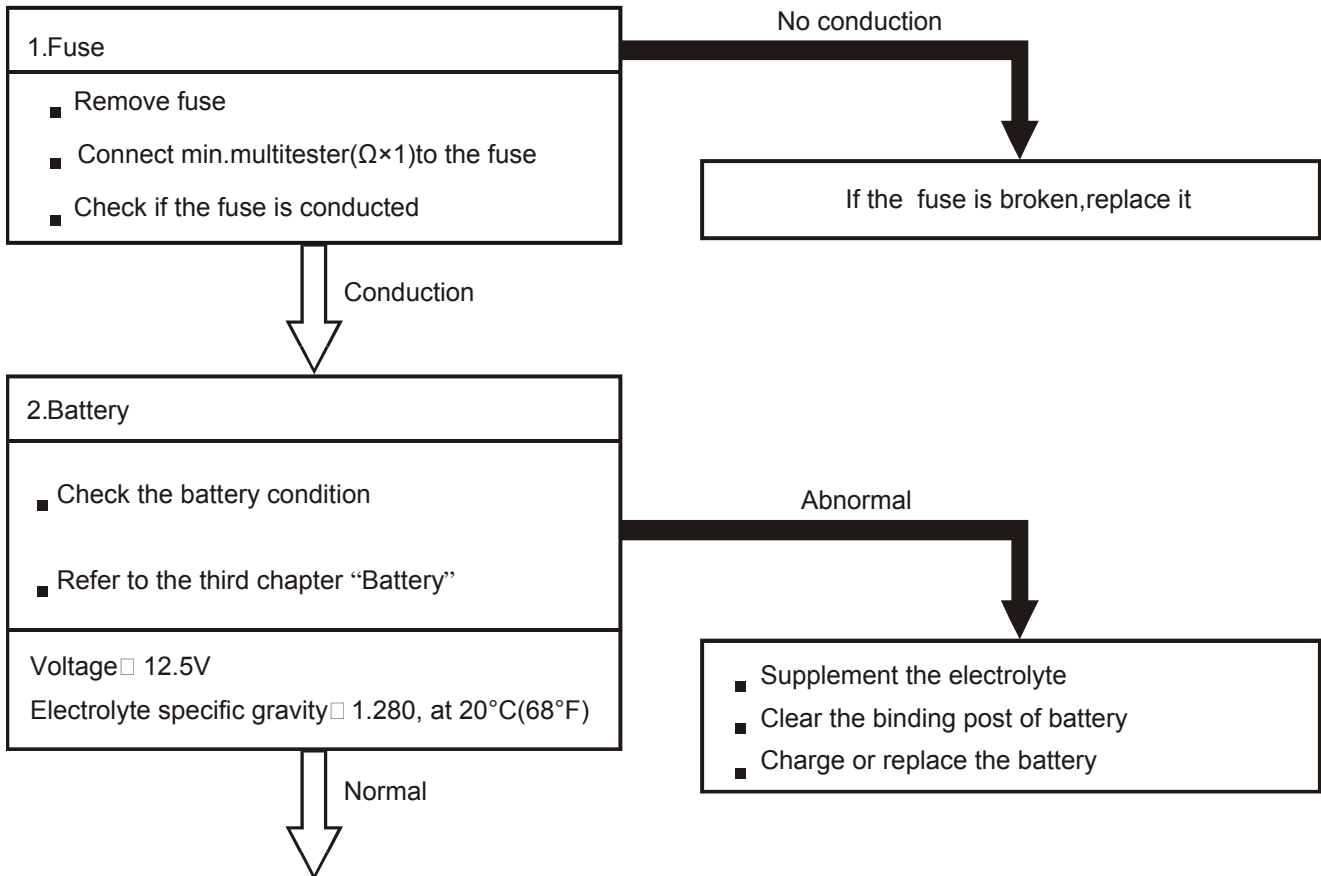 1.Fuse
No conduction
Remove fuse
Connect min.multitester(Ω×1)to the fuse
Check if the fuse is conducted
If the fuse is broken,replace it
Conduction
2.Battery
Check the battery condition
Refer to the third chapter “Battery”
Abnormal
Voltage□ 12.5V
Electrolyte specific gravity□ 1.280, at 20°C(68°F)
Supplement the electrolyte
Clear the binding post of battery
Charge or replace the battery
Normal